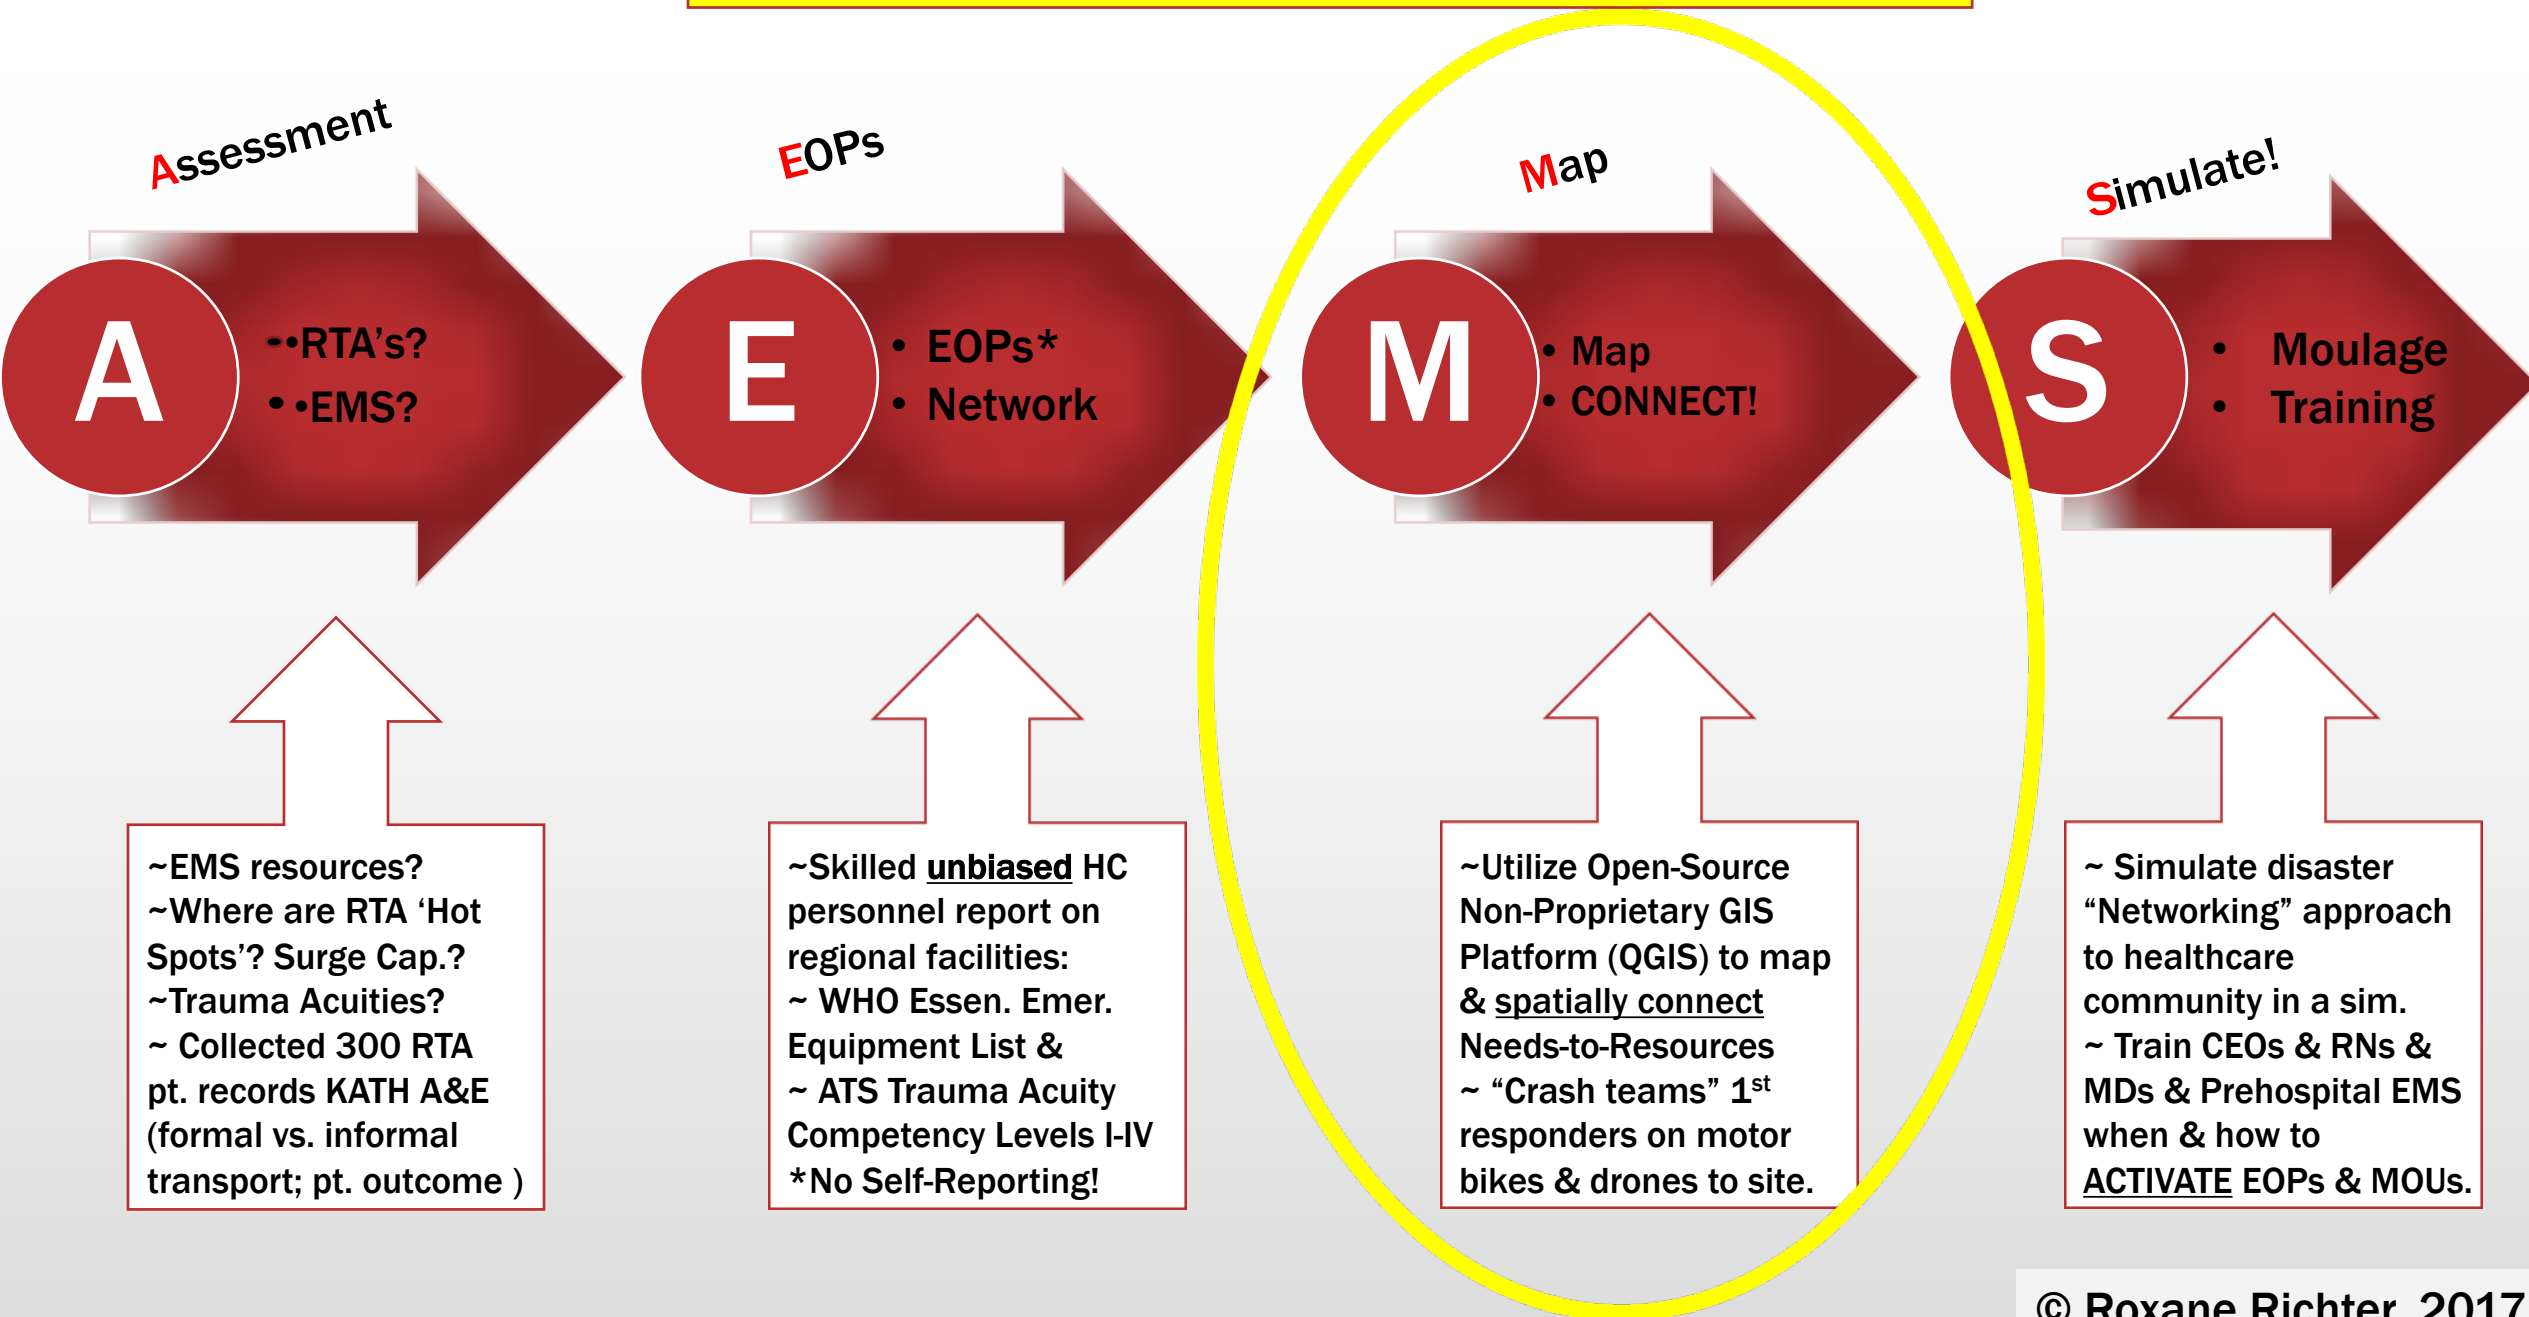 Assessment
A
••RTA's?
• •EMS?
~EMS resources?
~Where are RTA ‘Hot
Spots’? Surge Cap.?
~Trauma Acuities?
~ Collected 300 RTA
pt. records KATH A&E
(formal vs. informal
transport; pt. outcome )
EOPs
E
• EOPs*
• Network
~Skilled unbiased HC
personnel report on
regional facilities:
~ WHO Essen. Emer.
Equipment List &
~ ATS Trauma Acuity
Competency Levels I-IV
*No Self-Reporting!
Map
M
• Map
• CONNECT!
~Utilize Open-Source
Non-Proprietary GIS
Platform (QGIS) to map
& spatially connect
Needs-to-Resources
~ “Crash teams” 1st
responders on motor
bikes & drones to site.
Simulate!
S
• Moulage
• Training
~ Simulate disaster
“Networking” approach
to healthcare
community in a sim.
~ Train CEOs & RNs &
MDs & Prehospital EMS
when & how to
ACTIVATE EOPs & MOUs.
© Roxane Richter, 2017